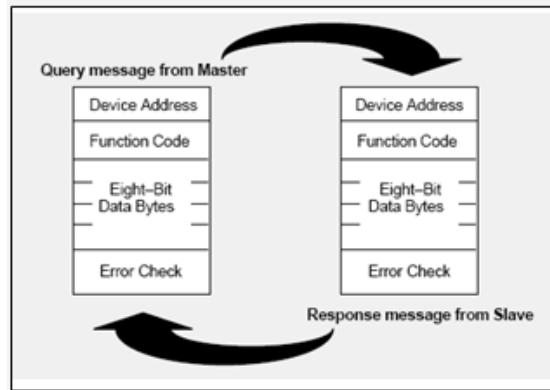 Query message from Master
Device Address
Function Code
Eight–Bit
Data Bytes
Error Check
Device Address
Function Code
Eight–Bit
Data Bytes
Error Check
Response message from Slave